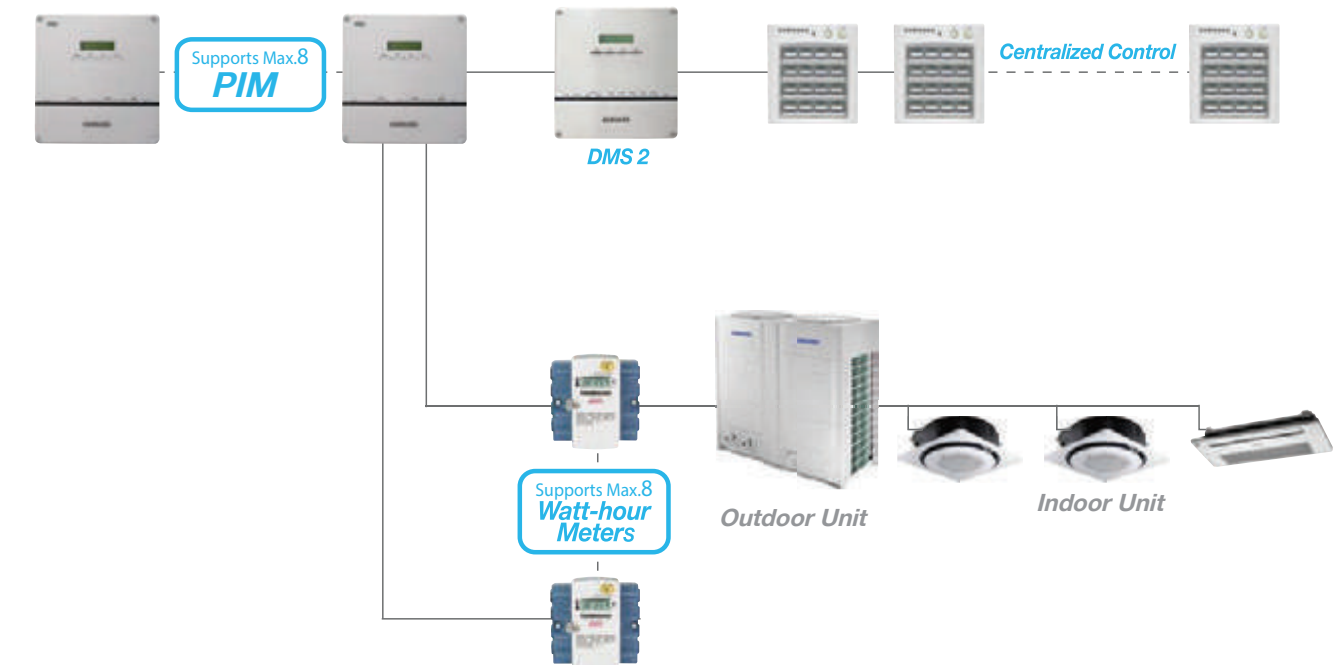 Supports Max.8
PIM
Centralized Control
DMS 2
Supports Max.8
Watt-hour
Meters
Outdoor Unit
Indoor Unit